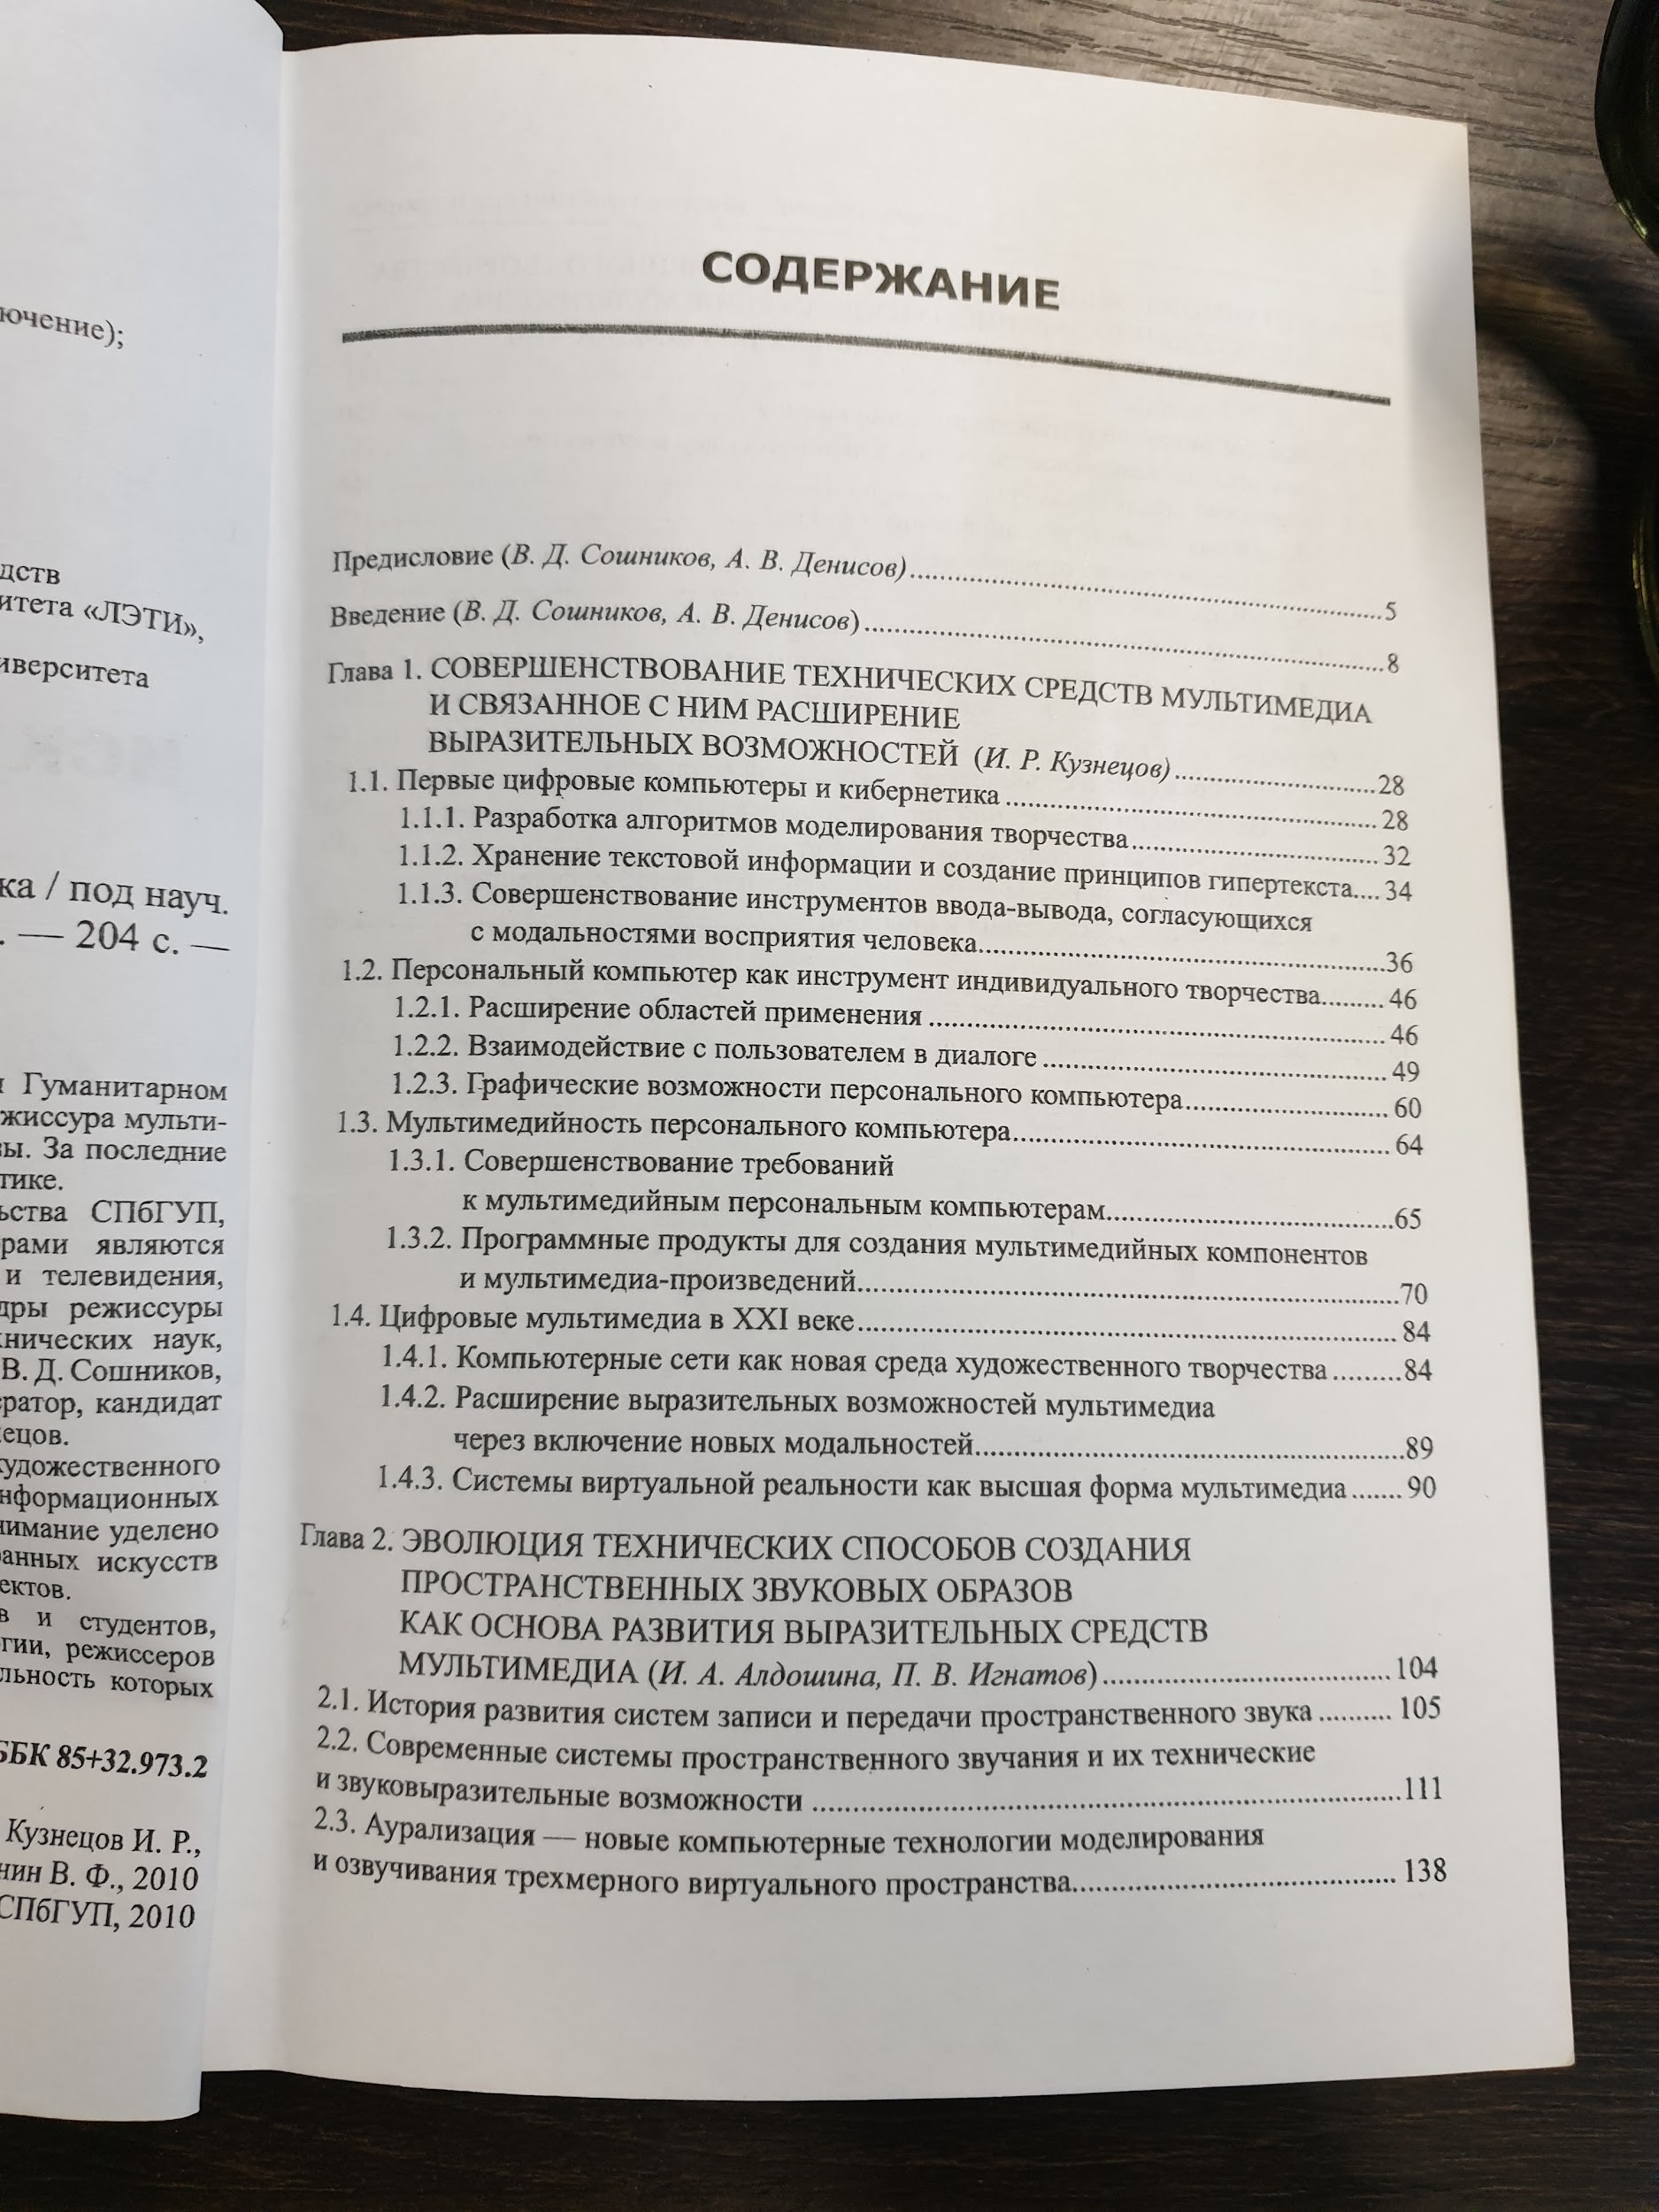 ючение);
дств
итета «ЛЭТИ»,
иверситета
ка / под науч.
. — 204 с. —
Гуманитарном
жиссура мульти-
ы. За последние
тике.
ьства СПбГУП,
рами являются
и телевидения,
дры режиссуры
хнических наук,
В. Д. Сошников,
ератор, кандидат
ецов.
художественного
нформационных
нимание уделено
ранных искусств
ектов.
в и студентов,
гии, режиссеров
льность которых
ББК 85+32.973.2
Кузнецов И. Р.,
нин В. Ф., 2010
СПбГУП, 2010
СОДЕРЖАНИЕ
Предисловие (В. Д. Сошников, А. В. Денисов)..........5
Введение (В. Д. Сошников, А. В. Денисов)..........8
Глава 1. СОВЕРШЕНСТВОВАНИЕ ТЕХНИЧЕСКИХ СРЕДСТВ МУЛЬТИМЕДИА
И СВЯЗАННОЕ С НИМ РАСШИРЕНИЕ
ВЫРАЗИТЕЛЬНЫХ ВОЗМОЖНОСТЕЙ (И. Р. Кузнецов)..........28
1.1. Первые цифровые компьютеры и кибернетика..........28
1.1.1. Разработка алгоритмов моделирования творчества..........32
1.1.2. Хранение текстовой информации и создание принципов гипертекста....34
1.1.3. Совершенствование инструментов ввода-вывода, согласующихся
с модальностями восприятия человека..........36
1.2. Персональный компьютер как инструмент индивидуального творчества.........46
1.2.1. Расширение областей применения..........46
1.2.2. Взаимодействие с пользователем в диалоге..........49
1.2.3. Графические возможности персонального компьютера..........60
1.3. Мультимедийность персонального компьютера..........64
1.3.1. Совершенствование требований
к мультимедийным персональным компьютерам..........65
1.3.2. Программные продукты для создания мультимедийных компонентов
и мультимедиа-произведений..........70
1.4. Цифровые мультимедиа в XXI веке..........84
1.4.1. Компьютерные сети как новая среда художественного творчества.........84
1.4.2. Расширение выразительных возможностей мультимедиа
через включение новых модальностей..........89
1.4.3. Системы виртуальной реальности как высшая форма мультимедиа.......90
Глава 2. ЭВОЛЮЦИЯ ТЕХНИЧЕСКИХ СПОСОБОВ СОЗДАНИЯ
ПРОСТРАНСТВЕННЫХ ЗВУКОВЫХ ОБРАЗОВ
КАК ОСНОВА РАЗВИТИЯ ВЫРАЗИТЕЛЬНЫХ СРЕДСТВ
МУЛЬТИМЕДИА (И. А. Алдошина, П. В. Игнатов)..........104
2.1. История развития систем записи и передачи пространственного звука..........105
2.2. Современные системы пространственного звучания и их технические
и звуковыразительные возможности..........111
2.3. Аурализация — новые компьютерные технологии моделирования
и озвучивания трехмерного виртуального пространства..........138